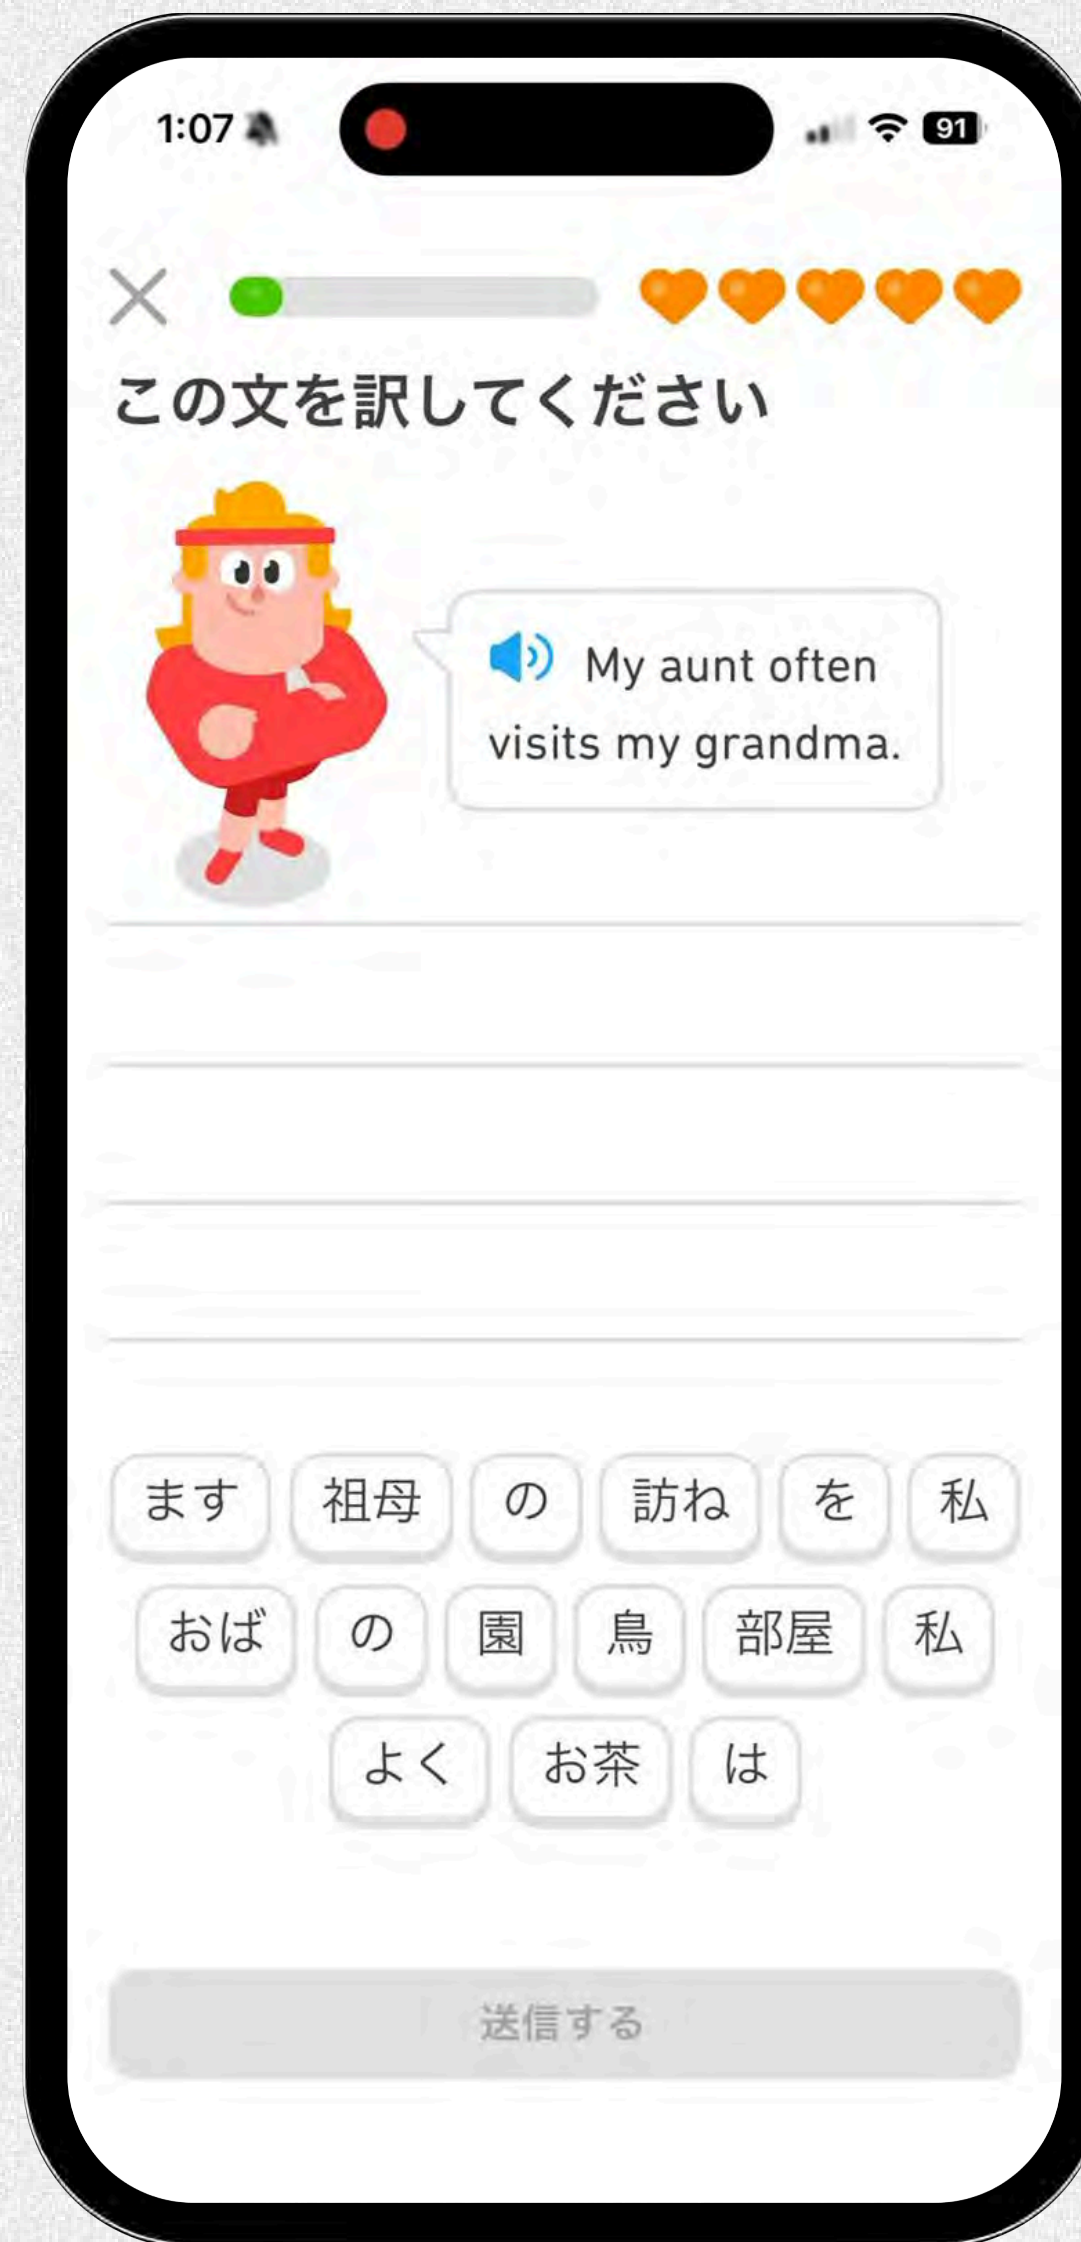 1:07
91
この文を訳してください
My aunt often
visits my grandma.
ます 祖母 の 訪ね を 私
おば の 園 鳥 部屋 私
よく お茶 は
送信する